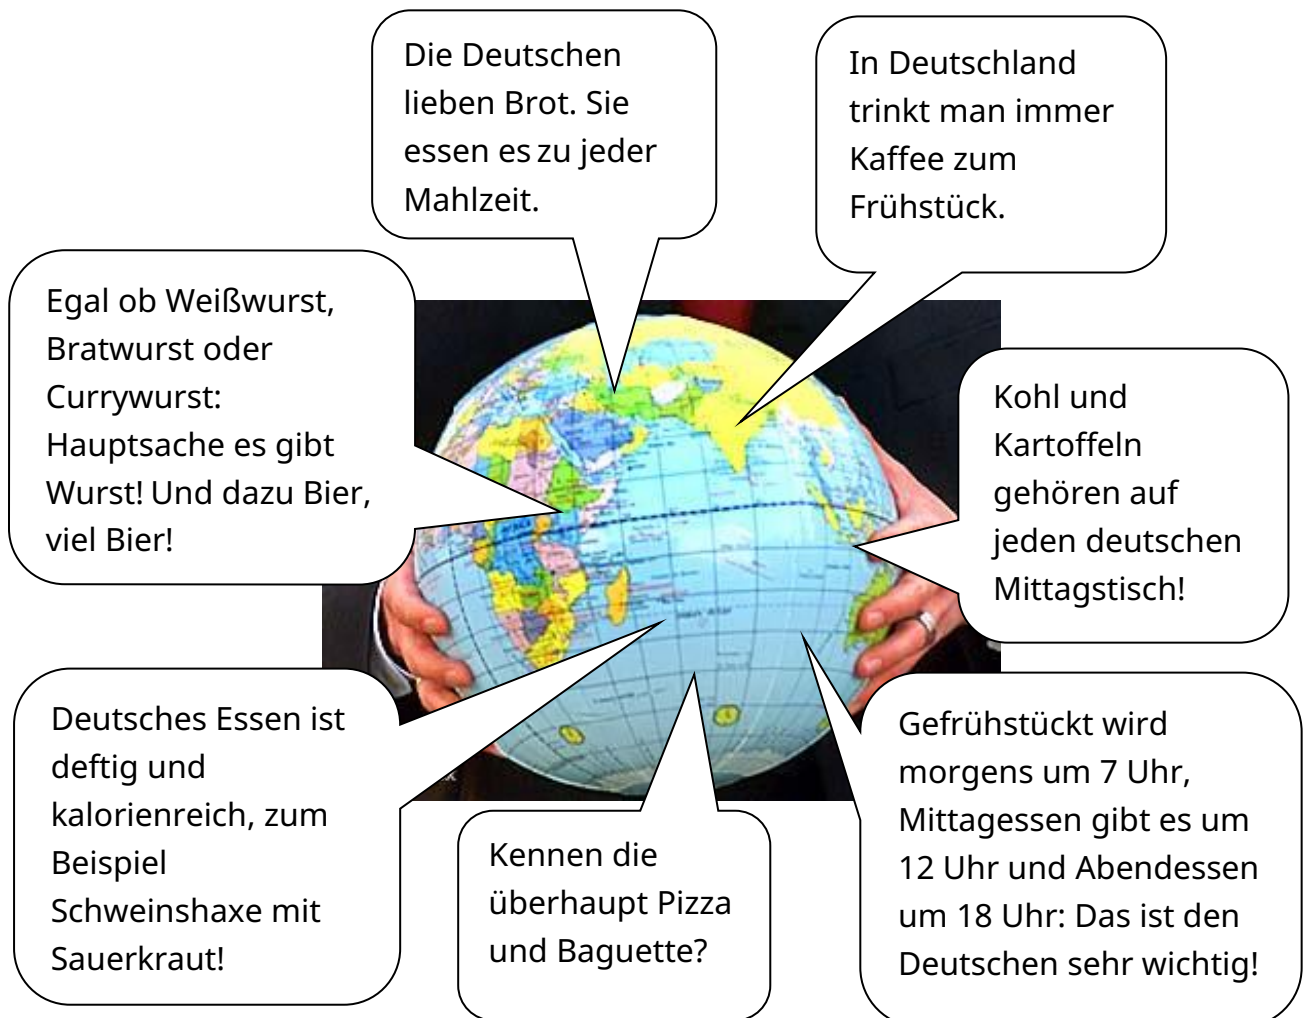 Die Deutschen
lieben Brot. Sie
essen es zu jeder
Mahlzeit.
In Deutschland
trinkt man immer
Kaffee zum
Frühstück.
Egal ob Weißwurst,
Bratwurst oder
Currywurst:
Hauptsache es gibt
Wurst! Und dazu Bier,
viel Bier!
Kohl und
Kartoffeln
gehören auf
jeden deutschen
Mittagstisch!
Deutsches Essen ist
deftig und
kalorienreich, zum
Beispiel
Schweinshaxe mit
Sauerkraut!
Kennen die
überhaupt Pizza
und Baguette?
Gefrühstückt wird
morgens um 7 Uhr,
Mittagessen gibt es um
12 Uhr und Abendessen
um 18 Uhr: Das ist den
Deutschen sehr wichtig!